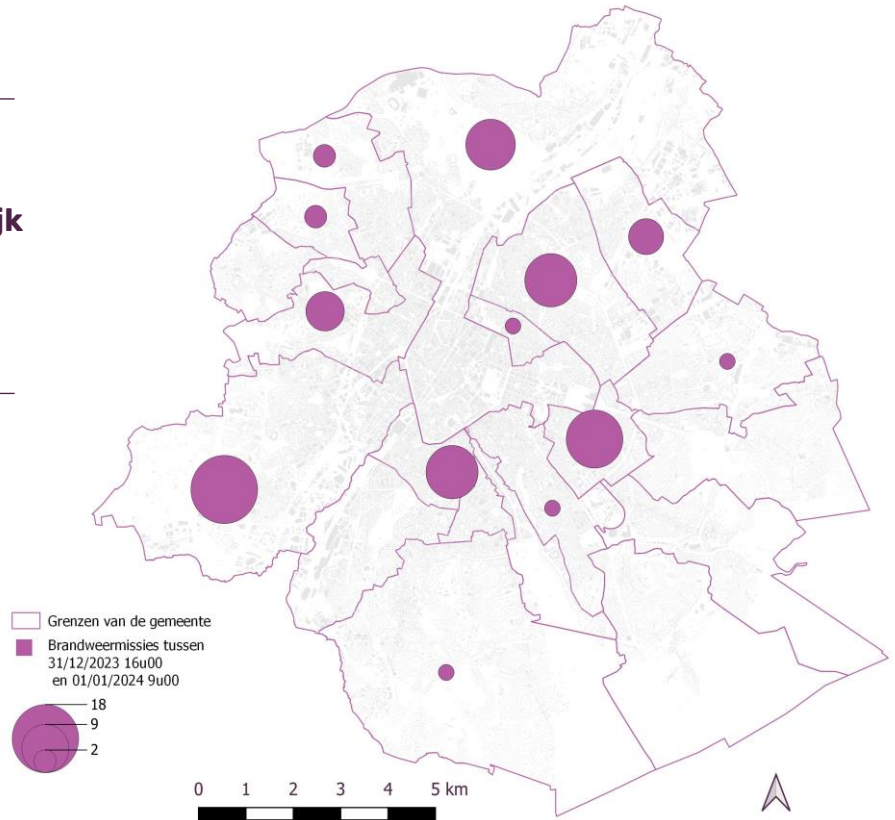 jk
Grenzen van de gemeente
Brandweermissies tussen
31/12/2023 16u00
en 01/01/2024 9u00
18
9
2
0 1 2 3 4 5 km